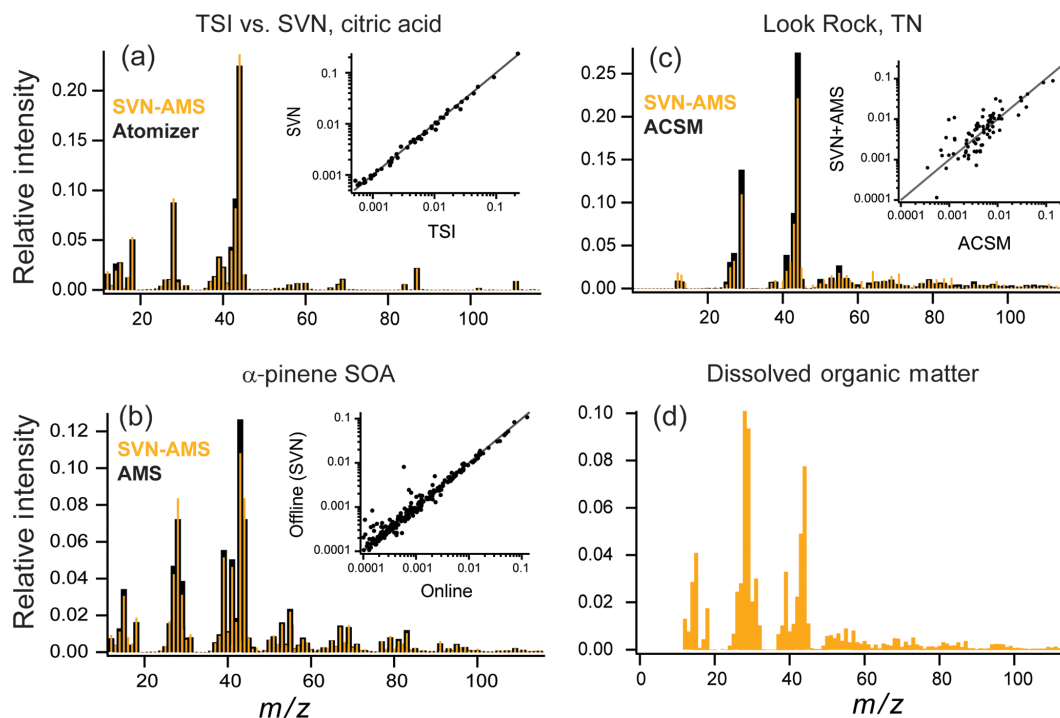 TSI vs. SVN, citric acid
(a)
SVN-AMS
Atomizer
Relative intensity
0.20
0.15
0.10
0.05
0.00
20
40
60
80
100
SVN
0.1
0.01
0.001
0.001
0.01
0.1
TSI
Look Rock, TN
(c)
SVN-AMS
ACSM
0.25
0.20
0.15
0.10
0.05
0.00
20
40
60
80
100
SVN+AMS
0.1
0.01
0.001
0.0001
0.0001
0.001
0.01
0.1
ACSM
α-pinene SOA
(b)
SVN-AMS
AMS
Relative intensity
0.12
0.10
0.08
0.06
0.04
0.02
0.00
20
40
60
80
100
m/z
Offline (SVN)
0.1
0.01
0.001
0.0001
0.0001
0.001
0.01
0.1
Online
Dissolved organic matter
(d)
0.10
0.08
0.06
0.04
0.02
0.00
0
20
40
60
80
100
m/z